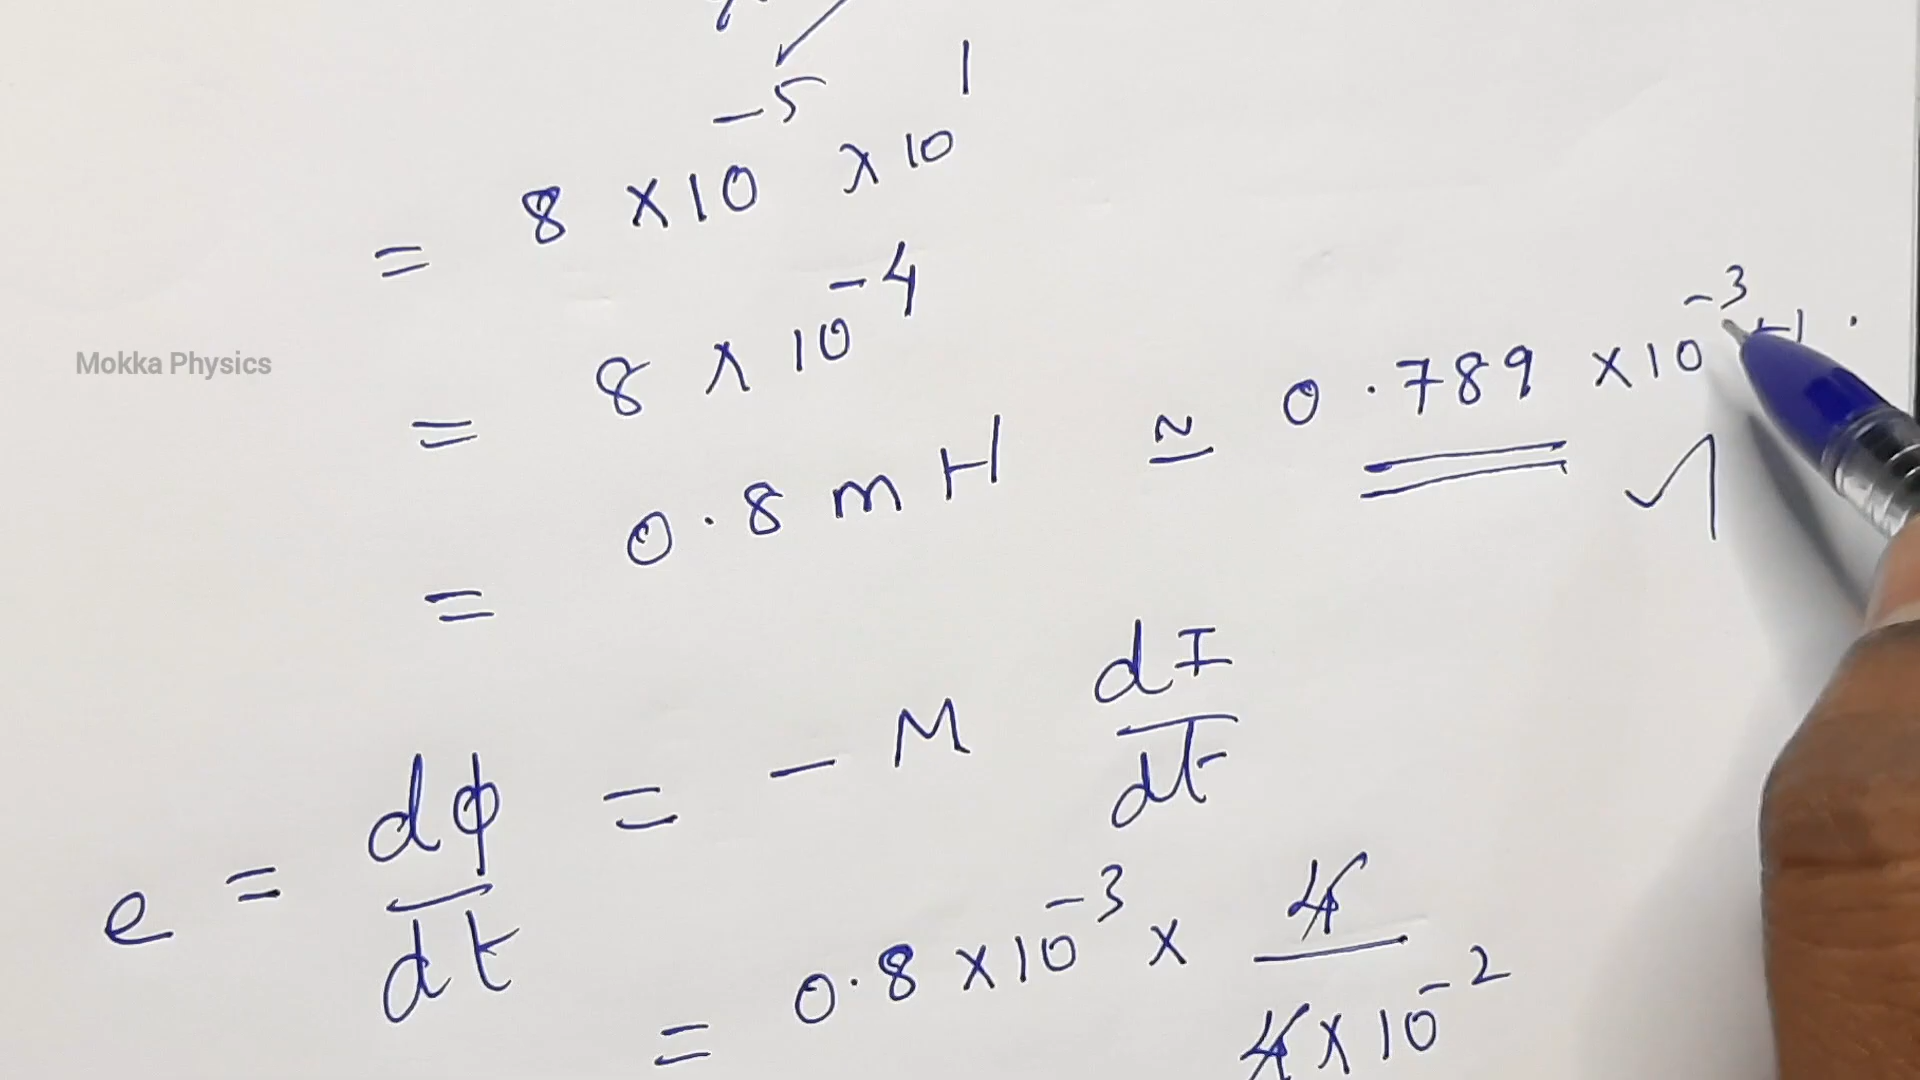 = 8 × 10⁻⁵ × 10¹
= 8 × 10⁻⁴
= 0.8 mH ≃ 0.789 × 10⁻³ H.
Mokka Physics
e = dϕ/dt = - M dI/dt
= 0.8 × 10⁻³ × 4/4 × 10⁻²